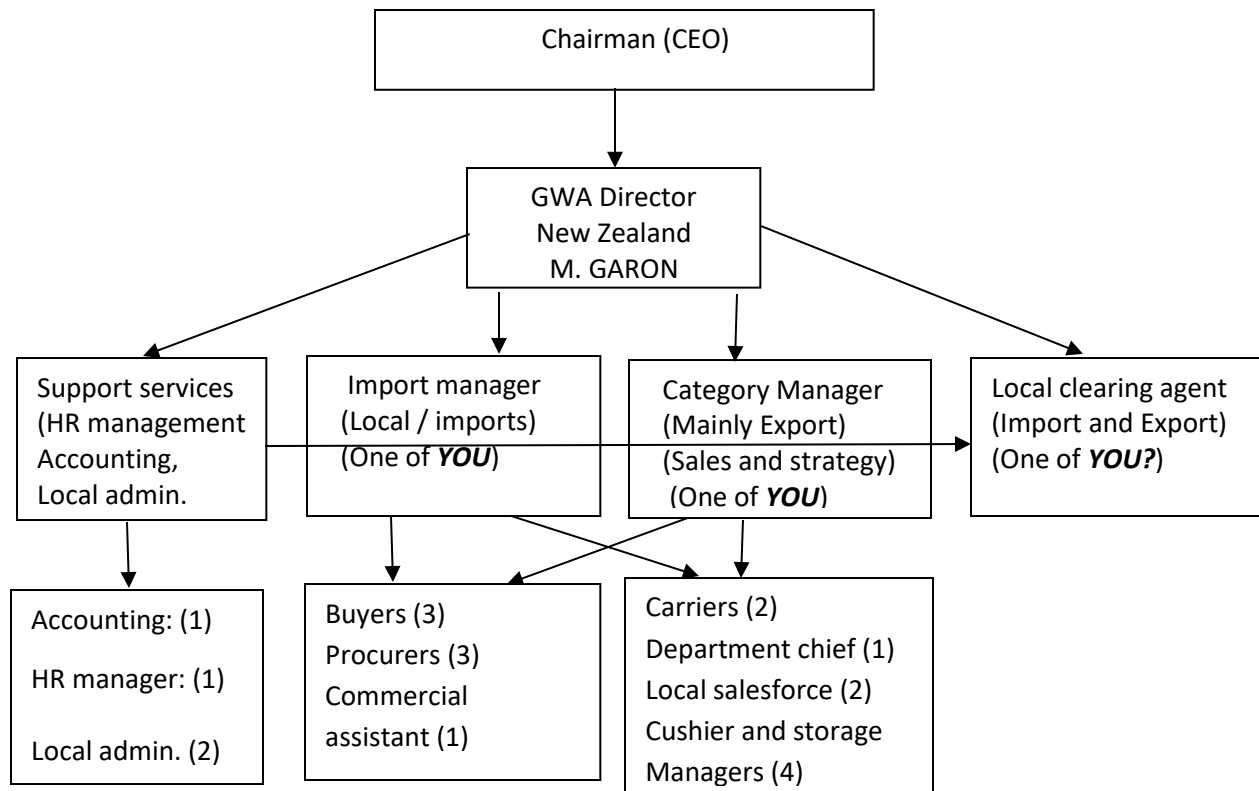 Chairman (CEO)
GWA Director
New Zealand
M. GARON
Support services
(HR management
Accounting,
Local admin.
Import manager
(Local / imports)
(One of YOU)
Category Manager
(Mainly Export)
(Sales and strategy)
(One of YOU)
Local clearing agent
(Import and Export)
(One of YOU?)
Accounting: (1)
HR manager: (1)
Local admin. (2)
Buyers (3)
Procurers (3)
Commercial
assistant (1)
Carriers (2)
Department chief (1)
Local salesforce (2)
Cushier and storage
Managers (4)